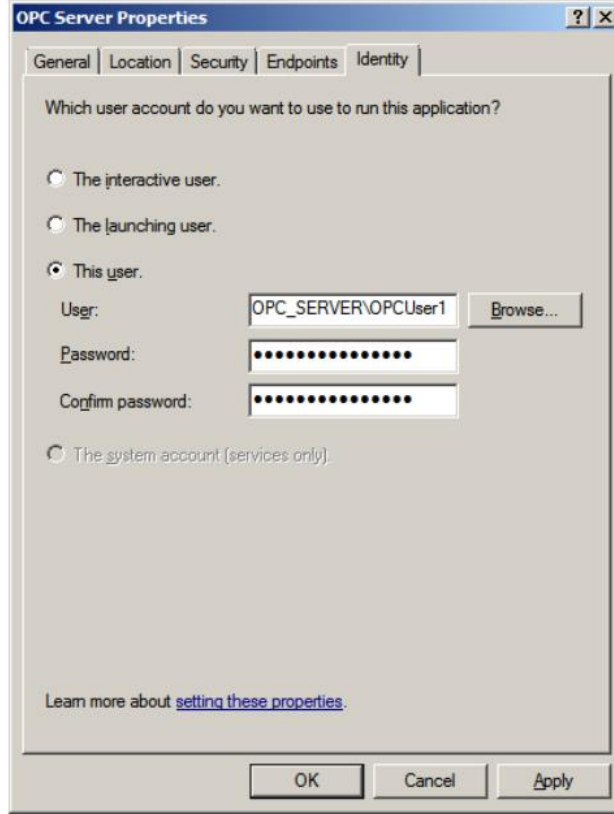 OPC Server Properties
General Location Security Endpoints Identity
Which user account do you want to use to run this application?
The interactive user.
The launching user.
This user.
User: OPC_SERVER\OPCUser1 Browse...
Password: •••••••••••••••
Confirm password: •••••••••••••••
The system account (services only).
Learn more about setting these properties.
OK Cancel Apply